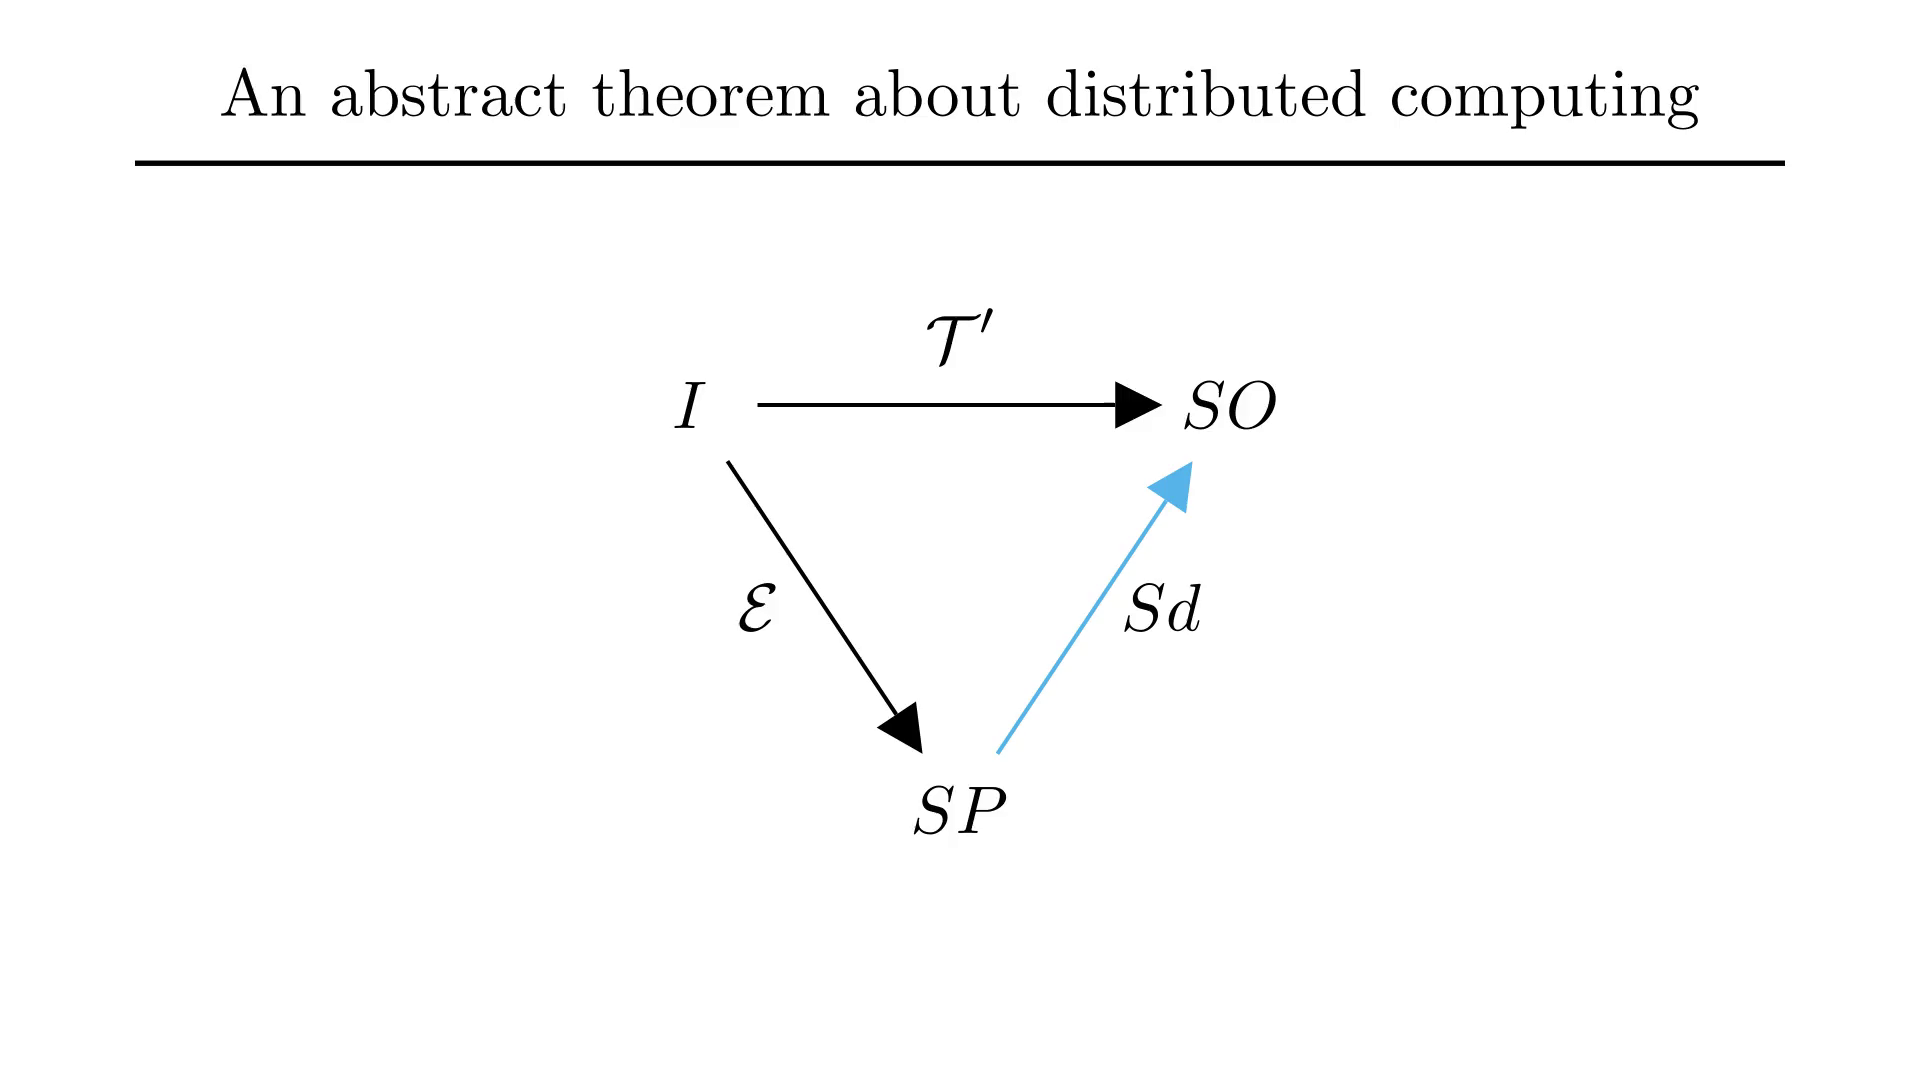 An abstract theorem about distributed computing
𝒯′
I
SO
ℰ
Sd
SP